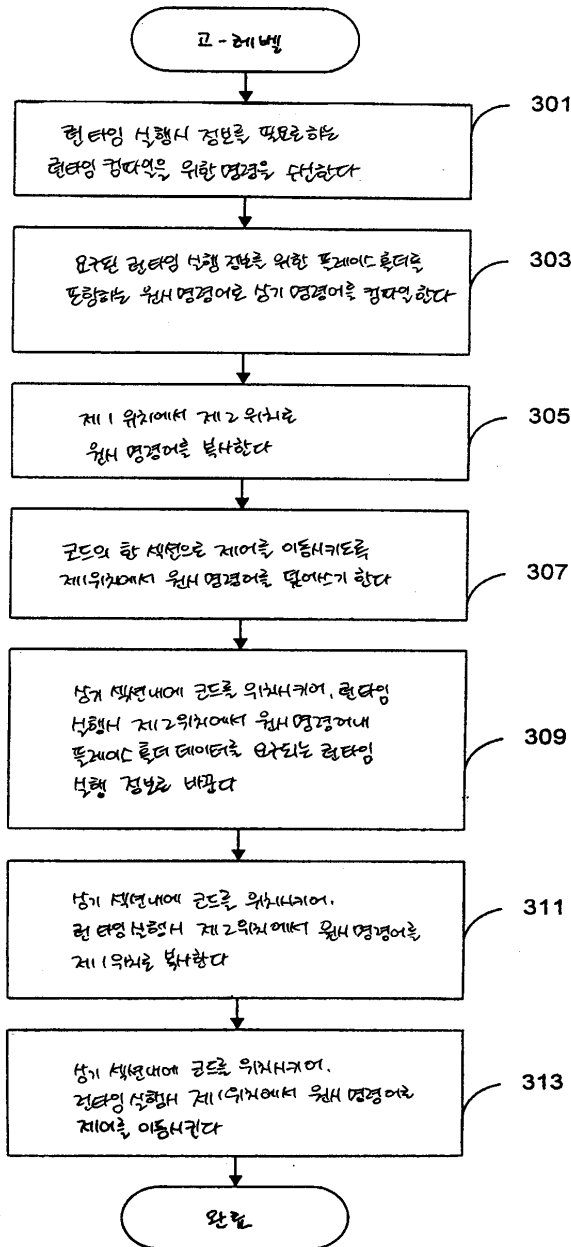 고-레벨
301
런타임 실행시 정보를 필요로하는
런타임 컴파일을 위한 명령을 수신한다
303
요구된 런타임 실행 정보를 위한 플레이스 홀더를
포함하는 원시 명령어로 상기 명령어를 컴파일 한다
305
제 1 위치에서 제 2 위치로
원시 명령어를 복사한다
307
코드의 한 섹션으로 제어를 이동시키도록
제1위치에서 원시 명령어를 덮어쓰기 한다
309
상기 섹션내에 코드를 위치시키어, 런타임
실행시 제 2 위치에서 원시 명령어내
플레이스 홀더 데이터를 요구되는 런타임
실행 정보로 바꾼다
311
상기 섹션내에 코드를 위치시키어,
런 타임 실행시 제 2 위치에서 원시 명령어를
제 1 위치로 복사한다
313
상기 섹션내에 코드를 위치시키어,
런타임 실행시 제1위치에서 원시 명령어로
제어를 이동시킨다
완료